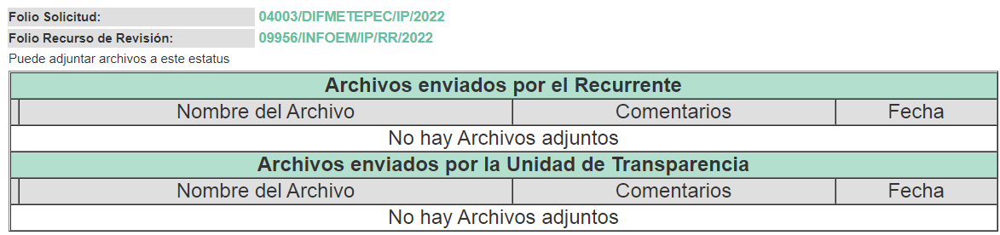 Folio Solicitud: 04003/DIFMETEPEC/IP/2022
Folio Recurso de Revisión: 09956/INFOEM/IP/RR/2022
Puede adjuntar archivos a este estatus
Archivos enviados por el Recurrente
Nombre del Archivo Comentarios Fecha
No hay Archivos adjuntos
Archivos enviados por la Unidad de Transparencia
Nombre del Archivo Comentarios Fecha
No hay Archivos adjuntos